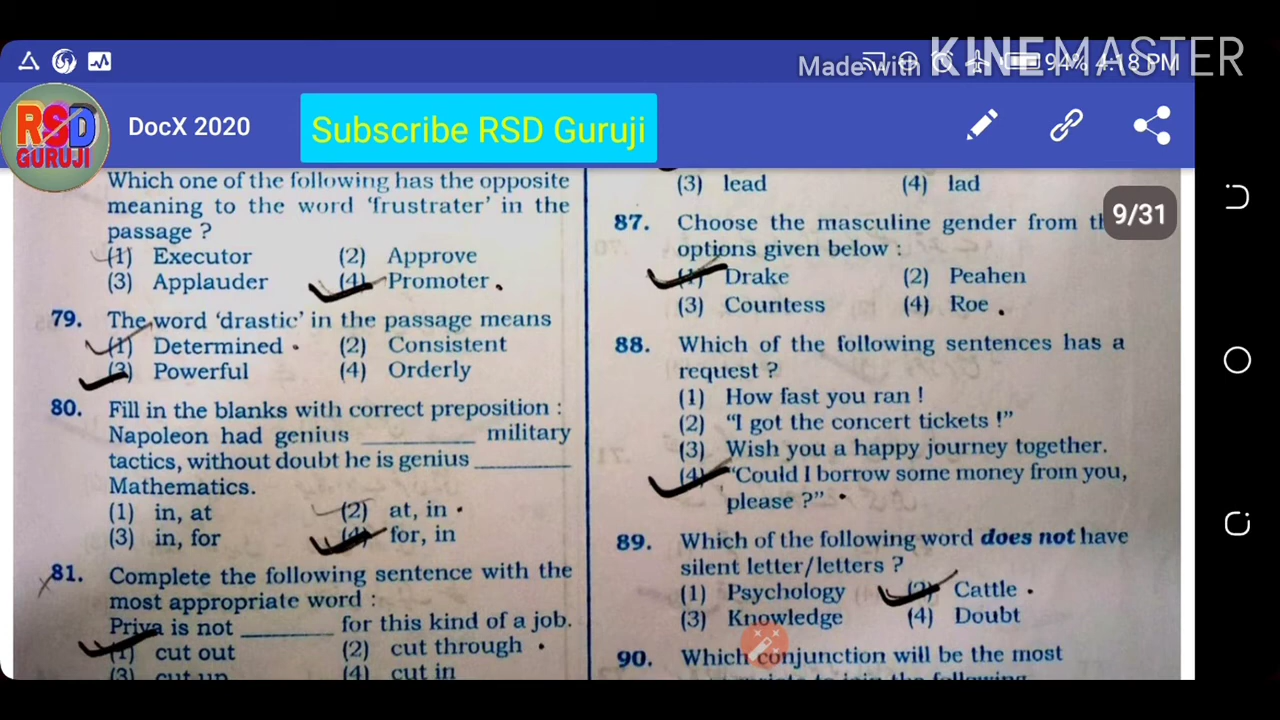 Made with KINEMASTER
94% 4:18 PM
RSD
GURUJI
DocX 2020
Subscribe RSD Guruji
9/31
Which one of the following has the opposite
meaning to the word 'frustrater' in the
passage ?
(1) Executor (2) Approve
(3) Applauder (4) Promoter
79. The word 'drastic' in the passage means
(1) Determined (2) Consistent
(3) Powerful (4) Orderly
80. Fill in the blanks with correct preposition :
Napoleon had genius ________ military
tactics, without doubt he is genius ________
Mathematics.
(1) in, at (2) at, in
(3) in, for (4) for, in
81. Complete the following sentence with the
most appropriate word :
Priya is not ________ for this kind of a job.
(1) cut out (2) cut through
(3) cut up (4) cut in
(3) lead (4) lad
87. Choose the masculine gender from th
options given below :
(1) Drake (2) Peahen
(3) Countess (4) Roe
88. Which of the following sentences has a
request ?
(1) How fast you ran !
(2) "I got the concert tickets !"
(3) Wish you a happy journey together.
(4) "Could I borrow some money from you,
please ?"
89. Which of the following word does not have
silent letter/letters ?
(1) Psychology (2) Cattle
(3) Knowledge (4) Doubt
90. Which conjunction will be the most